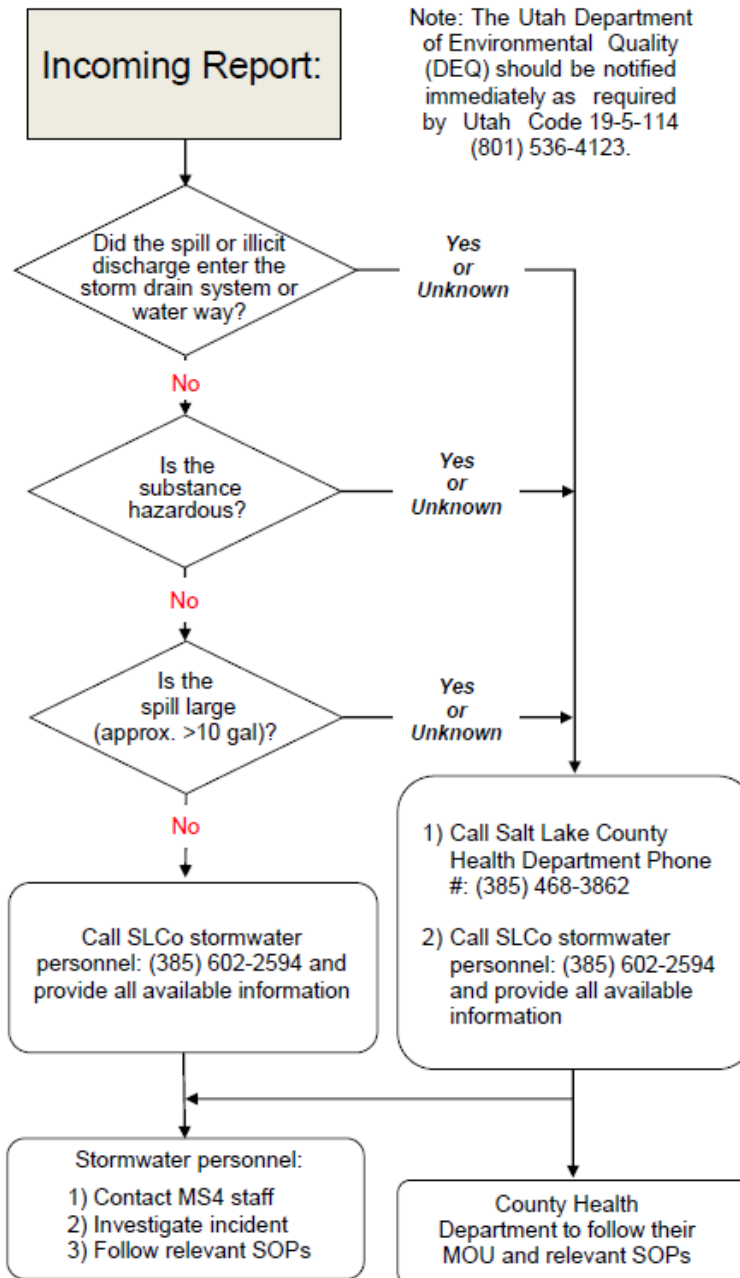 Incoming Report:
Note: The Utah Department
of Environmental Quality
(DEQ) should be notified
immediately as required
by Utah Code 19-5-114
(801) 536-4123.
Did the spill or illicit
discharge enter the
storm drain system or
water way?
Yes
or
Unknown
No
Is the
substance
hazardous?
Yes
or
Unknown
No
Is the
spill large
(approx. >10 gal)?
Yes
or
Unknown
No
Call SLCo stormwater
personnel: (385) 602-2594 and
provide all available information
1) Call Salt Lake County
Health Department Phone
#: (385) 468-3862
2) Call SLCo stormwater
personnel: (385) 602-2594
and provide all available
information
Stormwater personnel:
1) Contact MS4 staff
2) Investigate incident
3) Follow relevant SOPs
County Health
Department to follow their
MOU and relevant SOPs